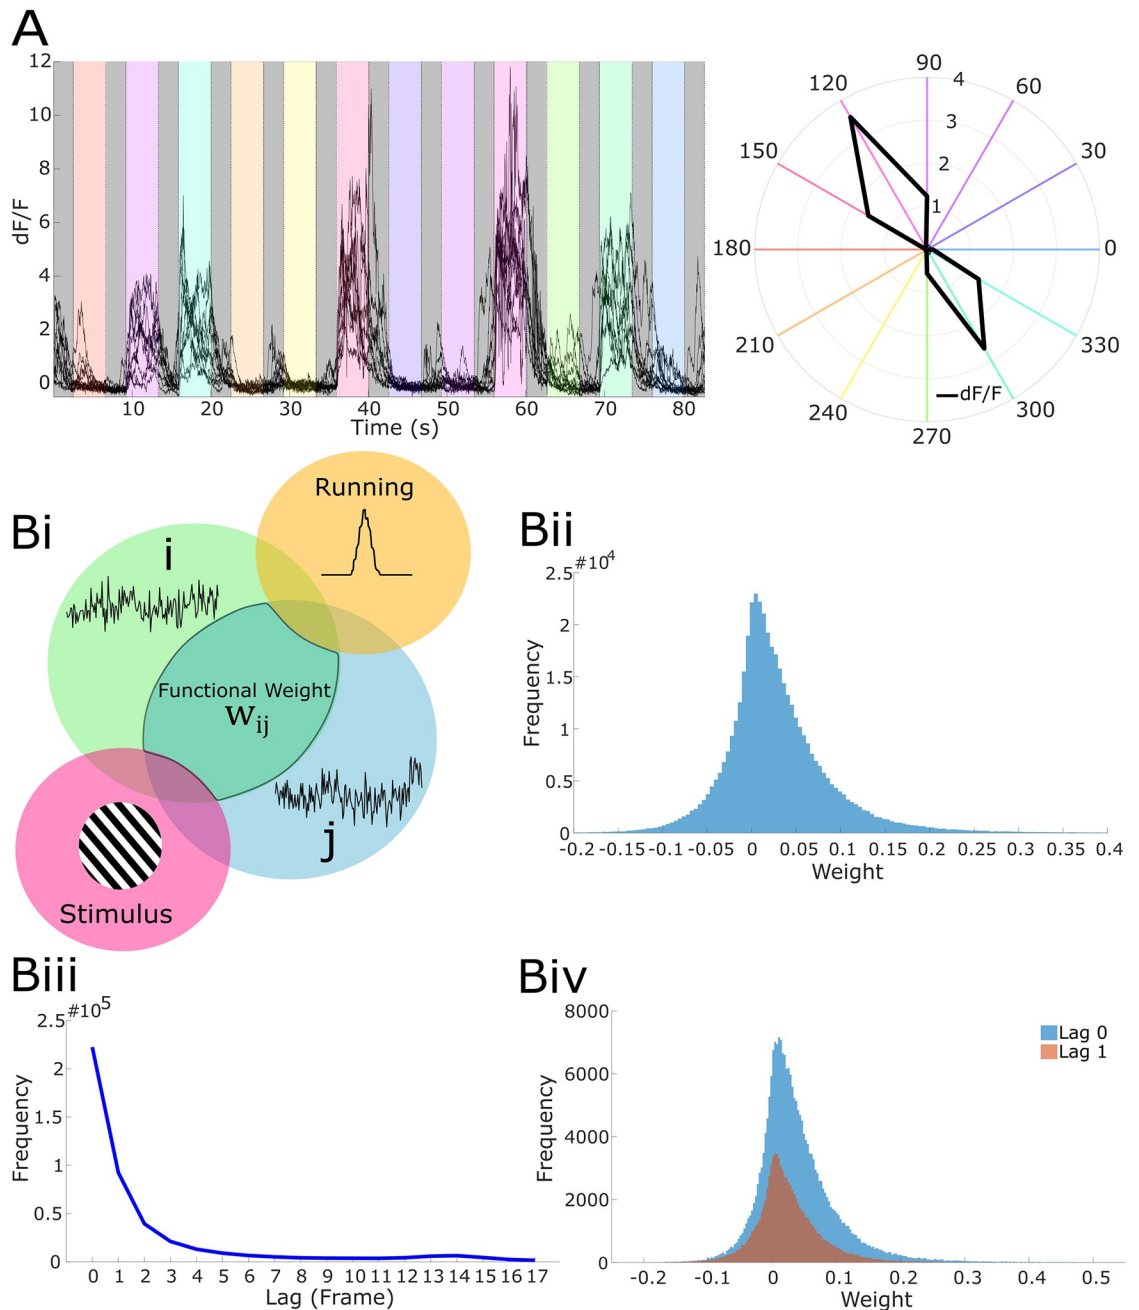 A
12
10
8
6
4
2
0
dF/F
10 20 30 40 50 60 70 80
Time (s)
90
120 4 60
3
150 30
2
1
180 0
210 330
dF/F
240 300
270
Bi
Running
i
Functional Weight
wij
j
Stimulus
Bii
#10^4
2.5
2
1.5
1
0.5
0
Frequency
-0.2 -0.15 -0.1 -0.05 0 0.05 0.1 0.15 0.2 0.25 0.3 0.35 0.4
Weight
Biii
#10^5
2.5
2
1.5
1
0.5
0
Frequency
0 1 2 3 4 5 6 7 8 9 10 11 12 13 14 15 16 17
Lag (Frame)
Biv
8000
6000
4000
2000
0
Frequency
Lag 0
Lag 1
-0.2 -0.1 0 0.1 0.2 0.3 0.4 0.5
Weight